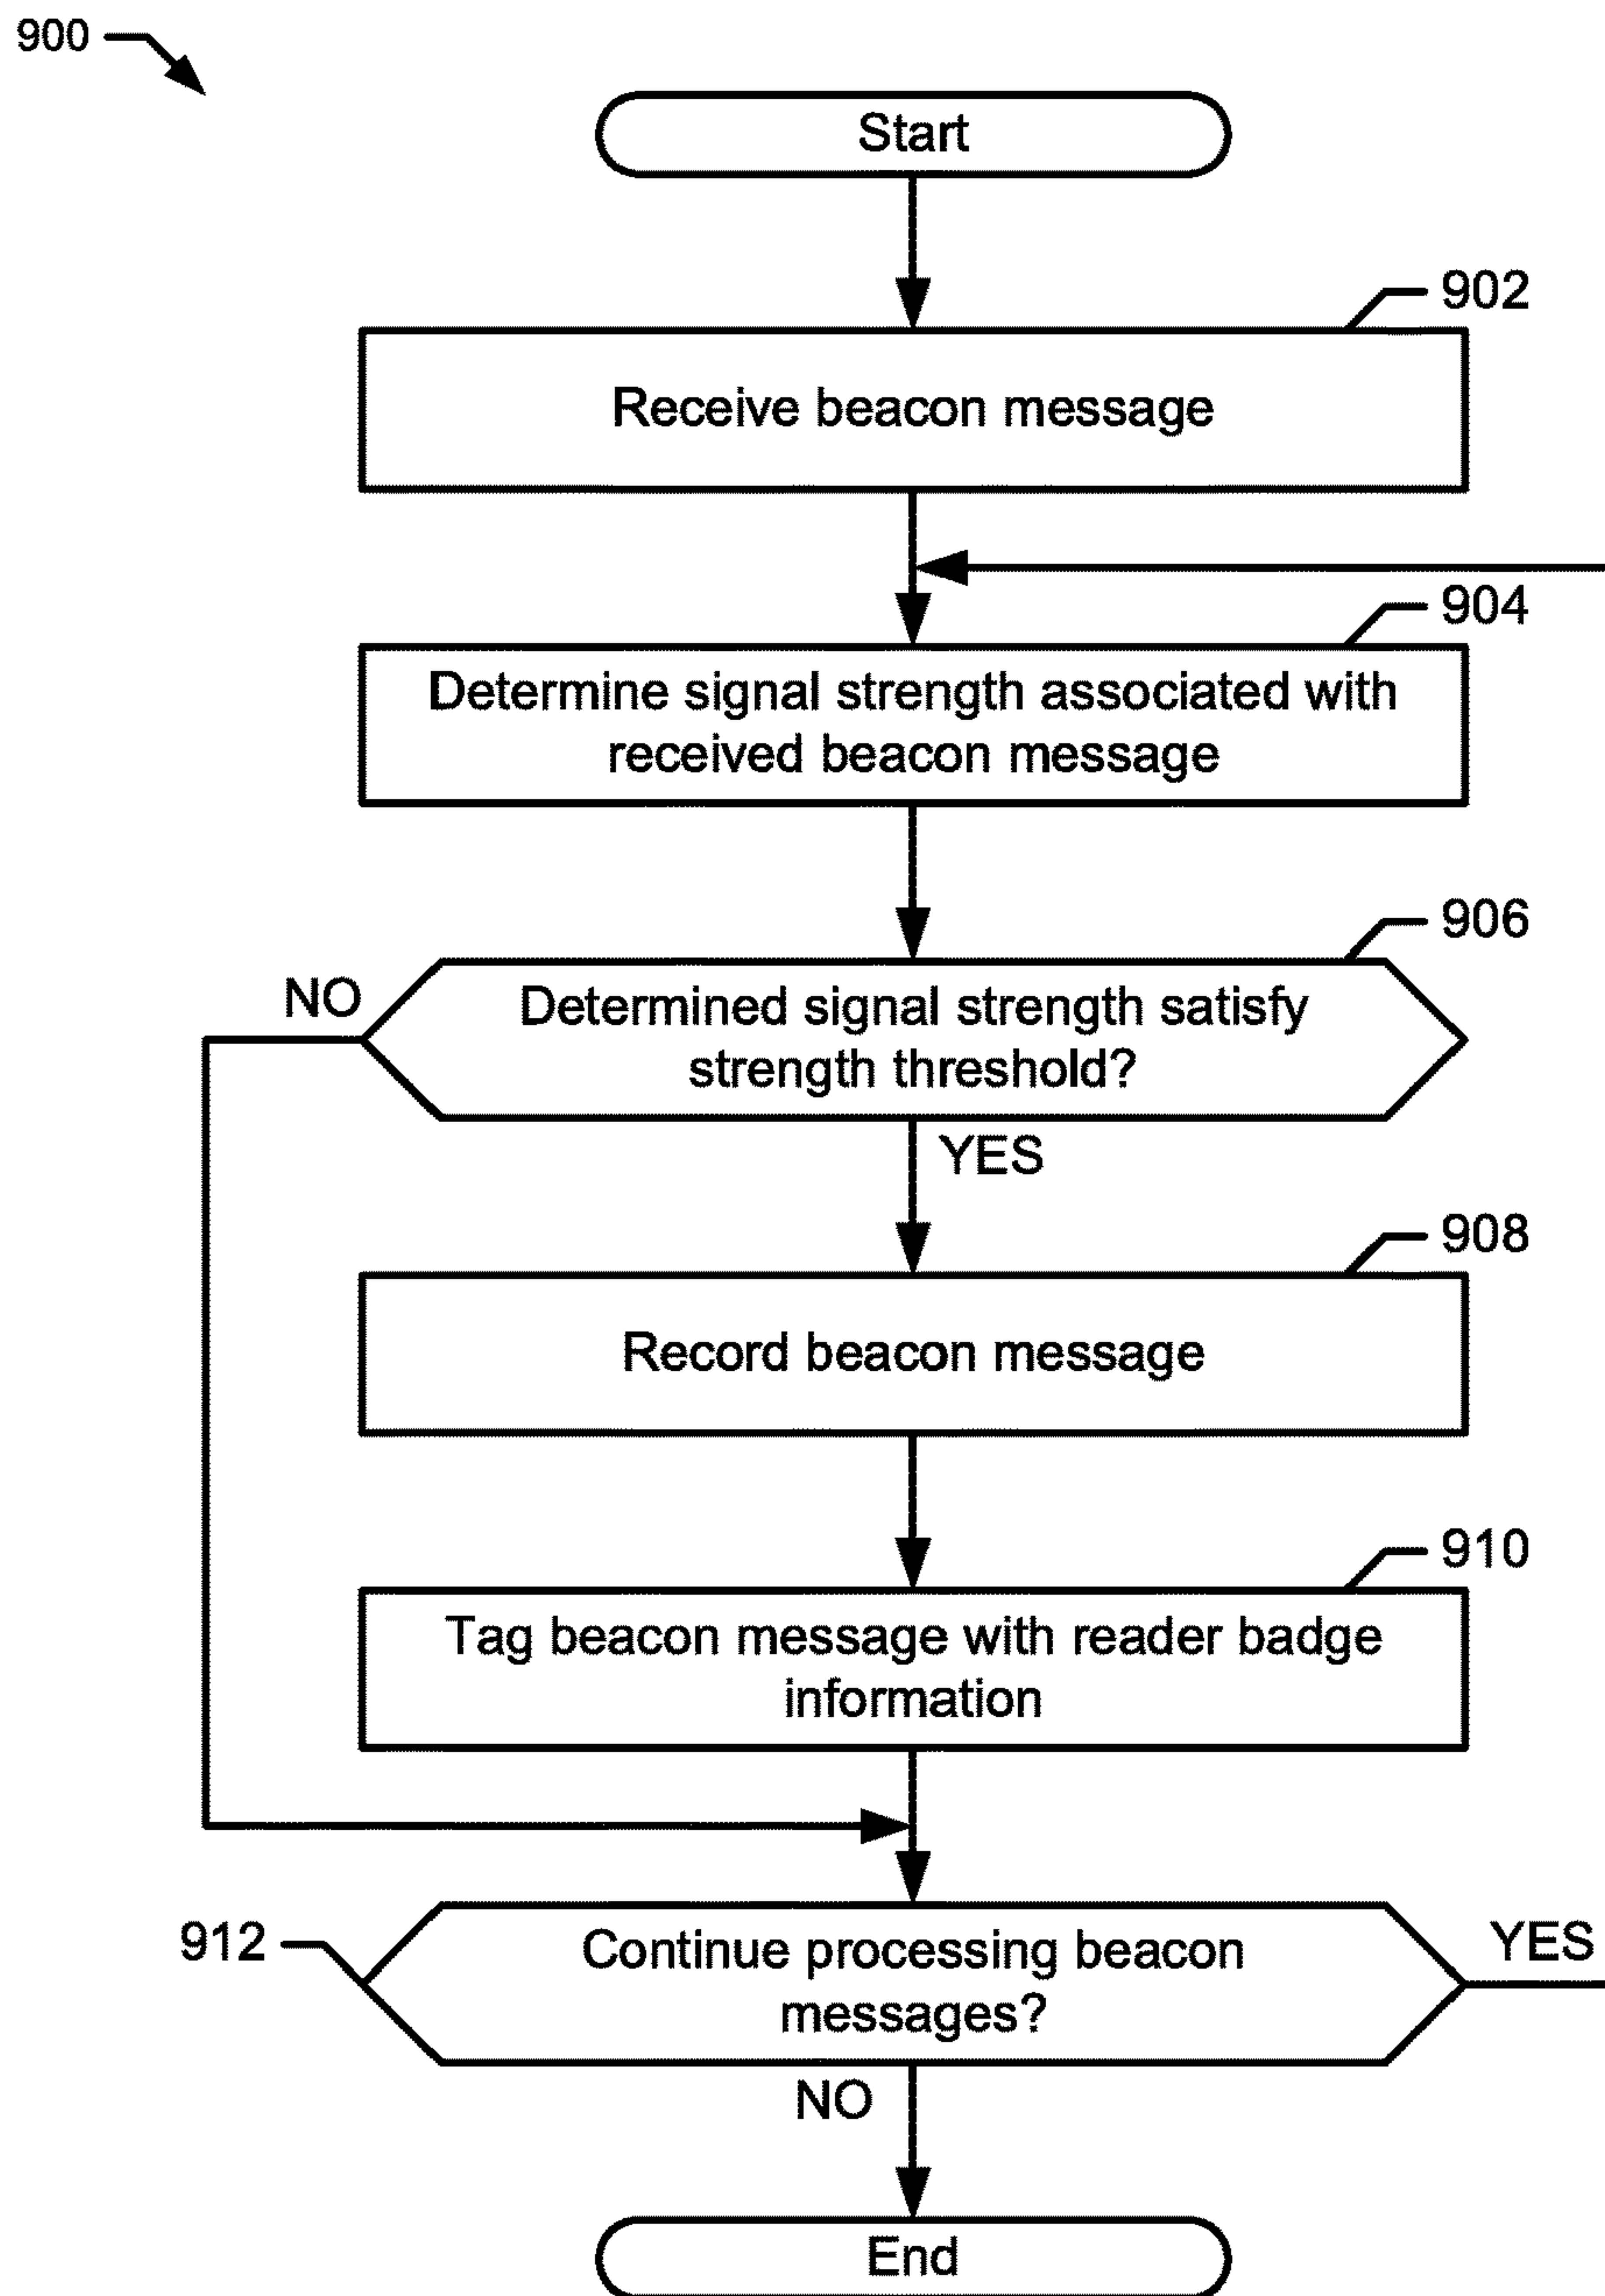 900
Start
902
Receive beacon message
904
Determine signal strength associated with
received beacon message
906
NO
Determined signal strength satisfy
strength threshold?
YES
908
Record beacon message
910
Tag beacon message with reader badge
information
912
Continue processing beacon
messages?
YES
NO
End